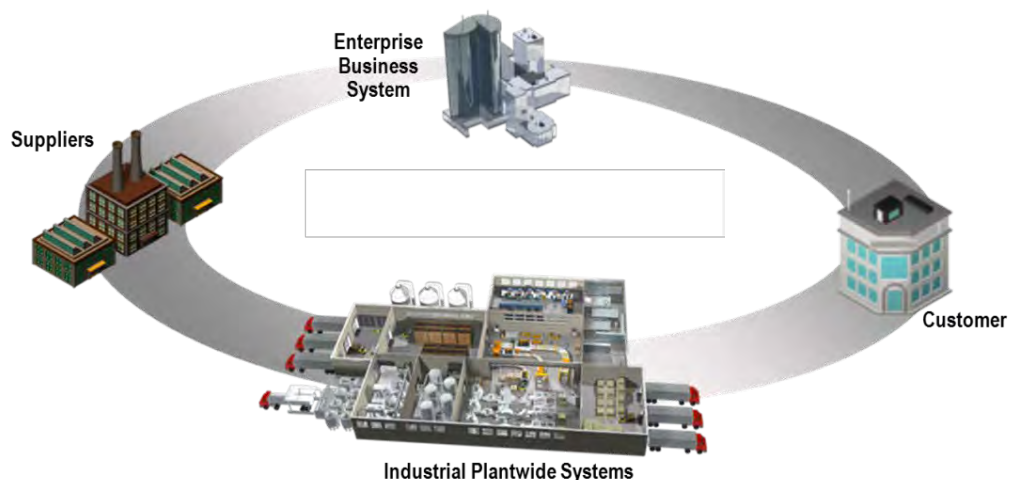 Enterprise
Business
System
Suppliers
Customer
Industrial Plantwide Systems